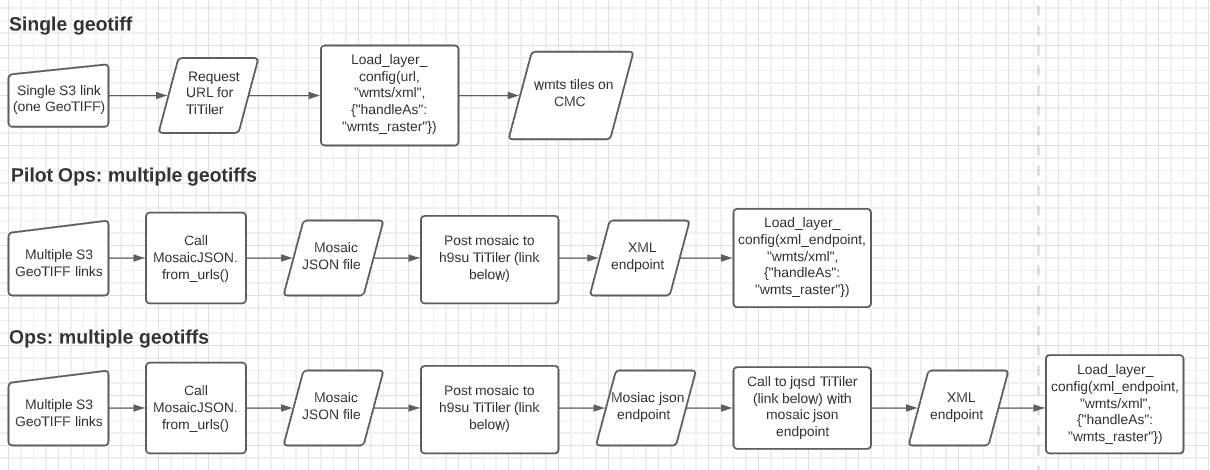 Single geotiff
Single S3 link
(one GeoTIFF)
Request
URL for
TiTiler
Load_layer_
config(url,
"wmts/xml",
{"handleAs":
"wmts_raster"})
wmts tiles on
CMC
Pilot Ops: multiple geotiffs
Multiple S3
GeoTIFF links
Call
MosaicJSON.
from_urls()
Mosaic
JSON file
Post mosaic to
h9su TiTiler (link
below)
XML
endpoint
Load_layer_
config(xml_endpoint,
"wmts/xml",
{"handleAs":
"wmts_raster"})
Ops: multiple geotiffs
Multiple S3
GeoTIFF links
Call
MosaicJSON.
from_urls()
Mosaic
JSON file
Post mosaic to
h9su TiTiler (link
below)
Mosiac json
endpoint
Call to jqsd TiTiler
(link below) with
mosaic json
endpoint
XML
endpoint
Load_layer_
config(xml_endpoint,
"wmts/xml",
{"handleAs":
"wmts_raster"})